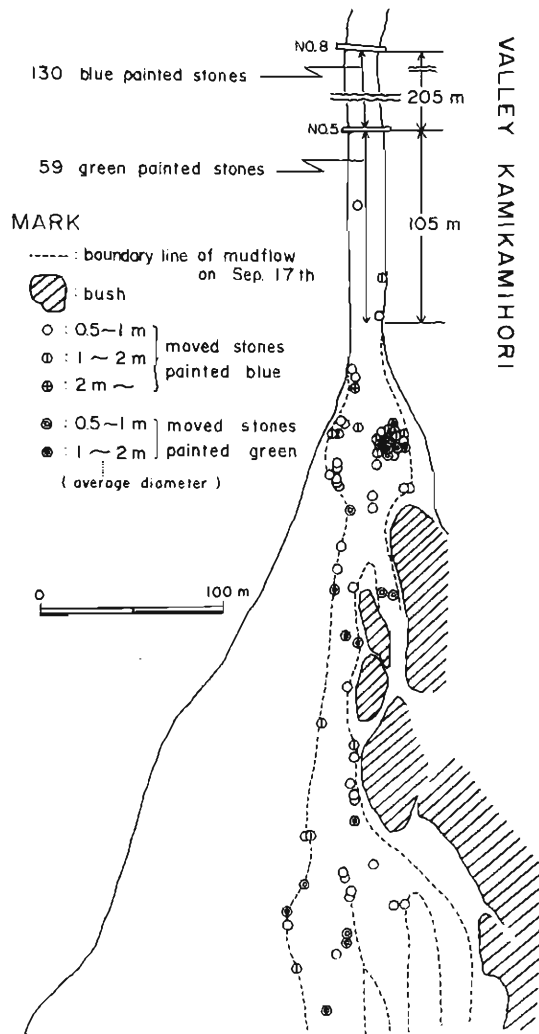 NO.8
130 blue painted stones
205 m
NO.5
59 green painted stones
105 m
VALLEY KAMIKAMIHORI
MARK
: boundary line of mudflow
on Sep. 17th
: bush
: 0.5~1 m
: 1 ~ 2 m
: 2 m ~
moved stones
painted blue
: 0.5~1 m
: 1 ~ 2 m
moved stones
painted green
( average diameter )
0 100 m